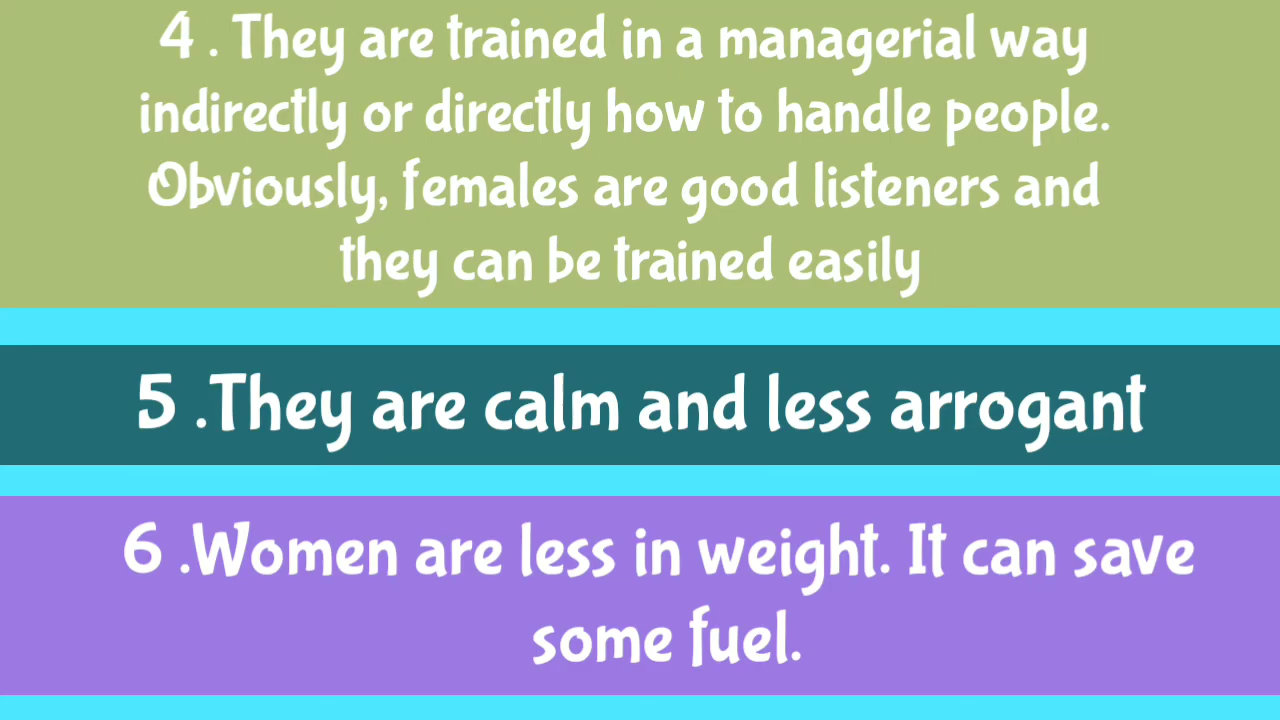 4 . They are trained in a managerial way
indirectly or directly how to handle people.
Obviously, females are good listeners and
they can be trained easily
5 .They are calm and less arrogant
6 .Women are less in weight. It can save
some fuel.